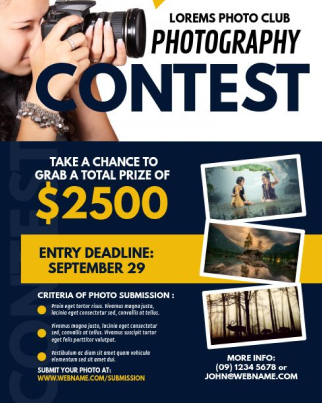 LOREMS PHOTO CLUB
PHOTOGRAPHY
CONTEST
CONTEST
TAKE A CHANCE TO
GRAB A TOTAL PRIZE OF
$2500
ENTRY DEADLINE:
SEPTEMBER 29
CRITERIA OF PHOTO SUBMISSION :
Proin eget tortor risus. Vivamus magna justo,
lacinia eget consectetur sed, convallis at tellus.
Vivamus magna justo, lacinia eget consectetur
sed, convallis at tellus. Vivamus suscipit tortor
eget felis porttitor volutpat.
Vestibulum ac diam sit amet quam vehicula
elementum sed sit amet dui.
SUBMIT YOUR PHOTO AT:
WWW.WEBNAME.COM/SUBMISSION
MORE INFO:
(09) 1234 5678 or
JOHN@WEBNAME.COM